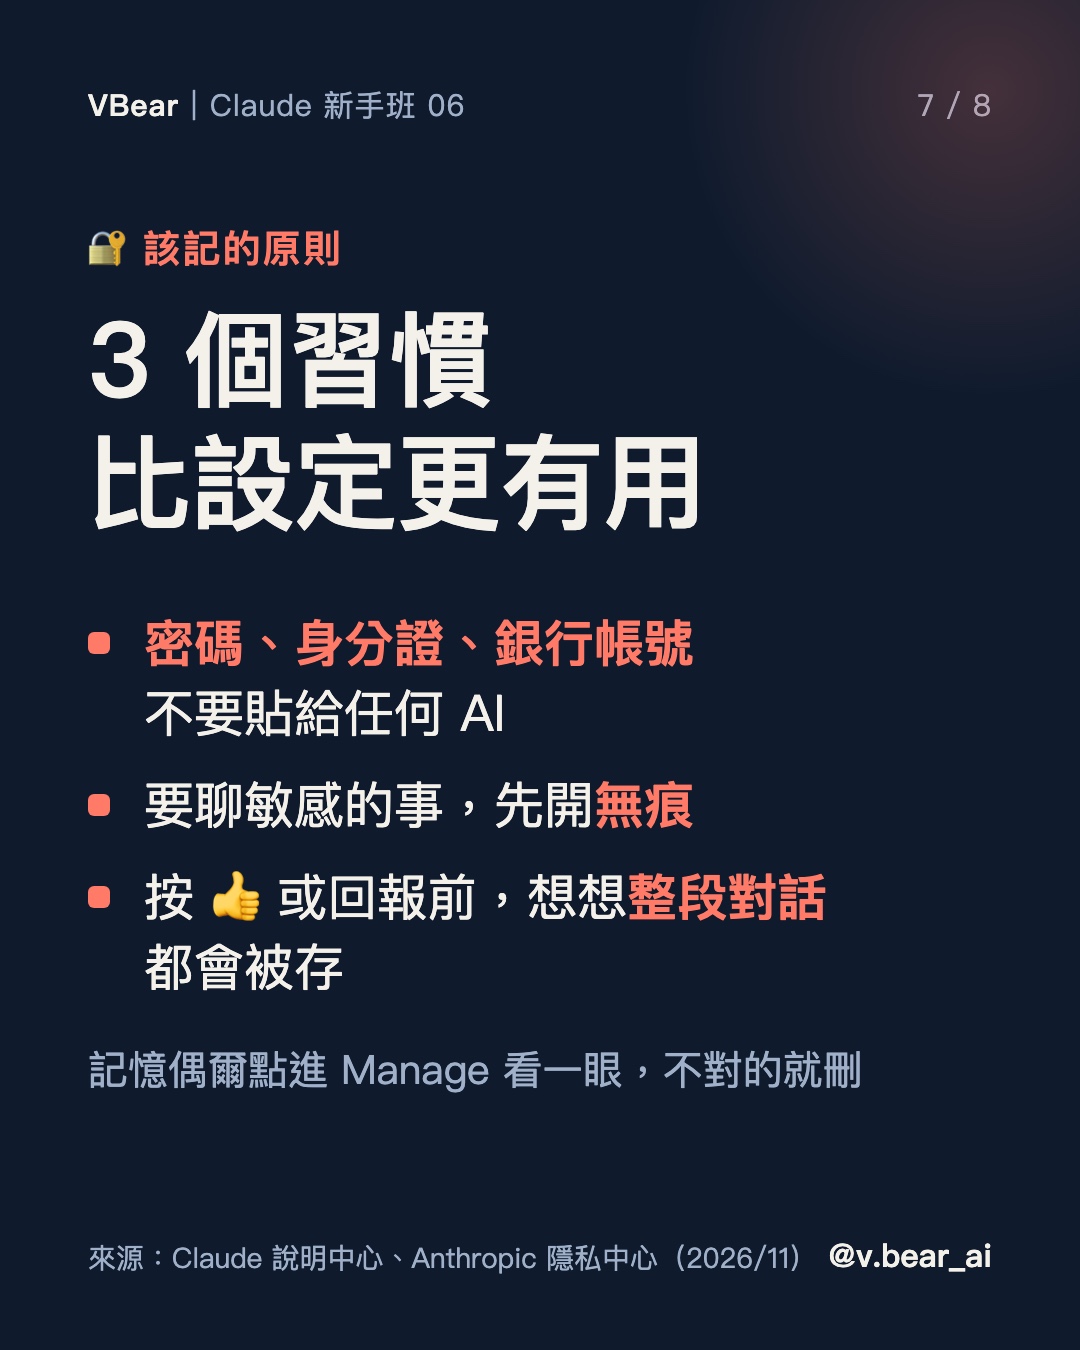 VBear | Claude 新手班 06
7 / 8
🔐 該記的原則
3 個習慣
比設定更有用
密碼、身分證、銀行帳號
不要貼給任何 AI
要聊敏感的事，先開無痕
按 👍 或回報前，想想整段對話
都會被存
記憶偶爾點進 Manage 看一眼，不對的就刪
來源：Claude 說明中心、Anthropic 隱私中心（2026/11）
@v.bear_ai